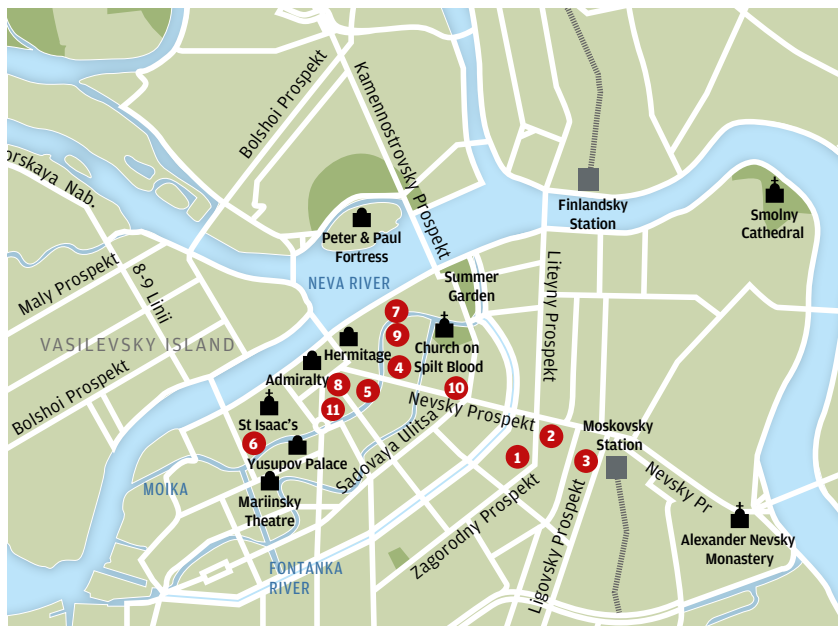 Bolshoi Prospekt
Kamennostrovsky Prospekt
orskaya Nab.
Finlandsky
Station
Smolny
Cathedral
Peter & Paul
Fortress
Maly Prospekt
8-9 Linii
NEVA RIVER
Summer
Garden
Liteyny Prospekt
7
9
VASILEVSKY ISLAND
Hermitage
Church on
Spilt Blood
4
Admiralty
8
5
10
Bolshoi Prospekt
11
Nevsky Prospekt
St Isaac's
Moskovsky
Station
6
Yusupov Palace
Sadovaya Ulitsa
2
1
3
Nevsky Pr
MOIKA
Mariinsky
Theatre
Zagorodny Prospekt
Ligovsky Prospekt
Alexander Nevsky
Monastery
FONTANKA
RIVER